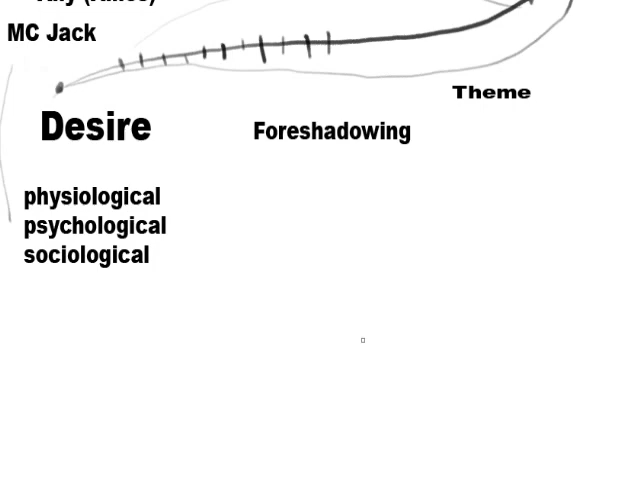 MC Jack
Theme
Desire
Foreshadowing
physiological
psychological
sociological